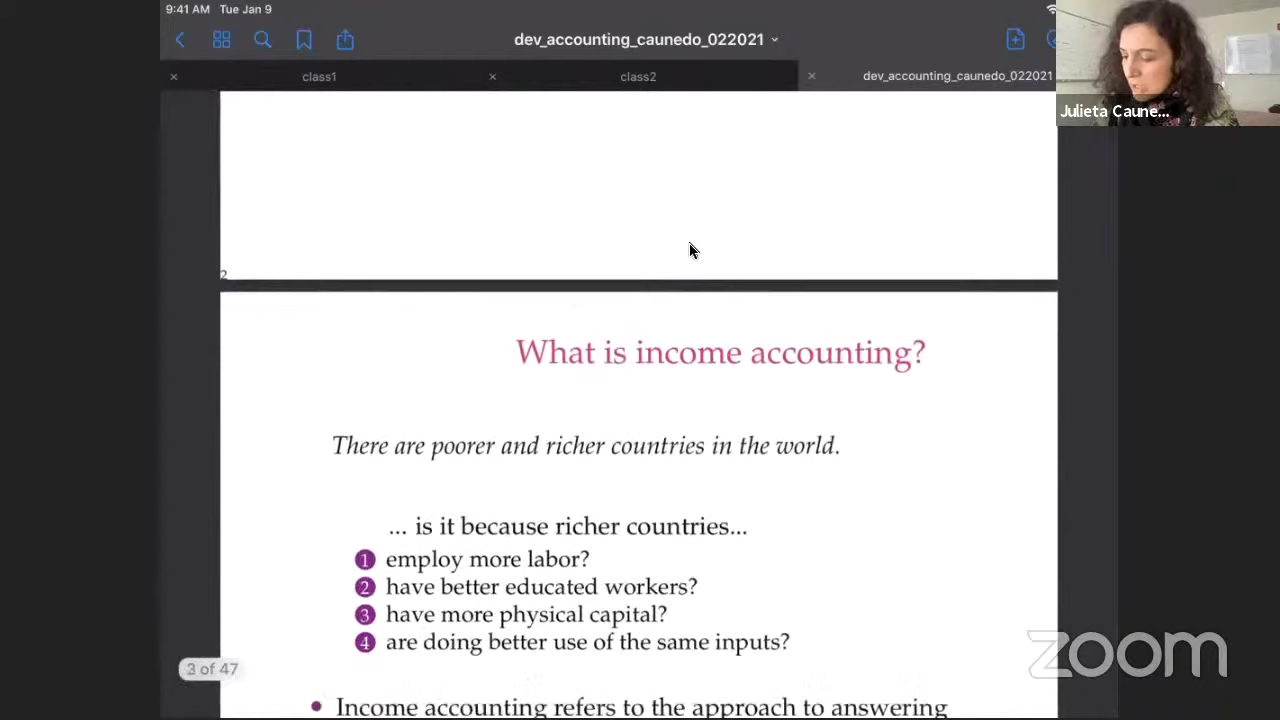 9:41 AM Tue Jan 9
dev_accounting_caunedo_022021
class1
class2
dev_accounting_caunedo_022021
Julieta Caune...
2
What is income accounting?
There are poorer and richer countries in the world.
... is it because richer countries...
1 employ more labor?
2 have better educated workers?
3 have more physical capital?
4 are doing better use of the same inputs?
3 of 47
zoom
• Income accounting refers to the approach to answering